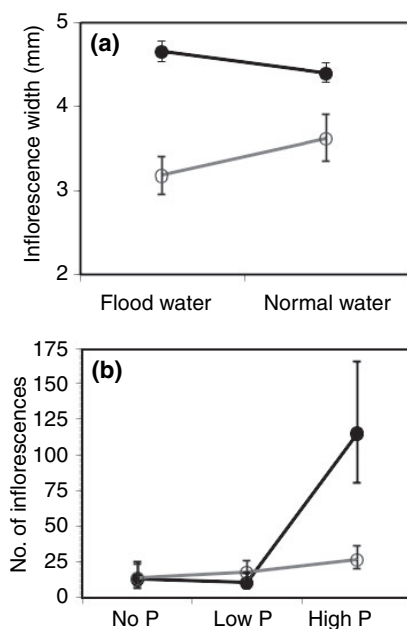 (a)
Inflorescence width (mm)
5
4
3
2
Flood water Normal water
(b)
No. of inflorescences
175
150
125
100
75
50
25
0
No P Low P High P